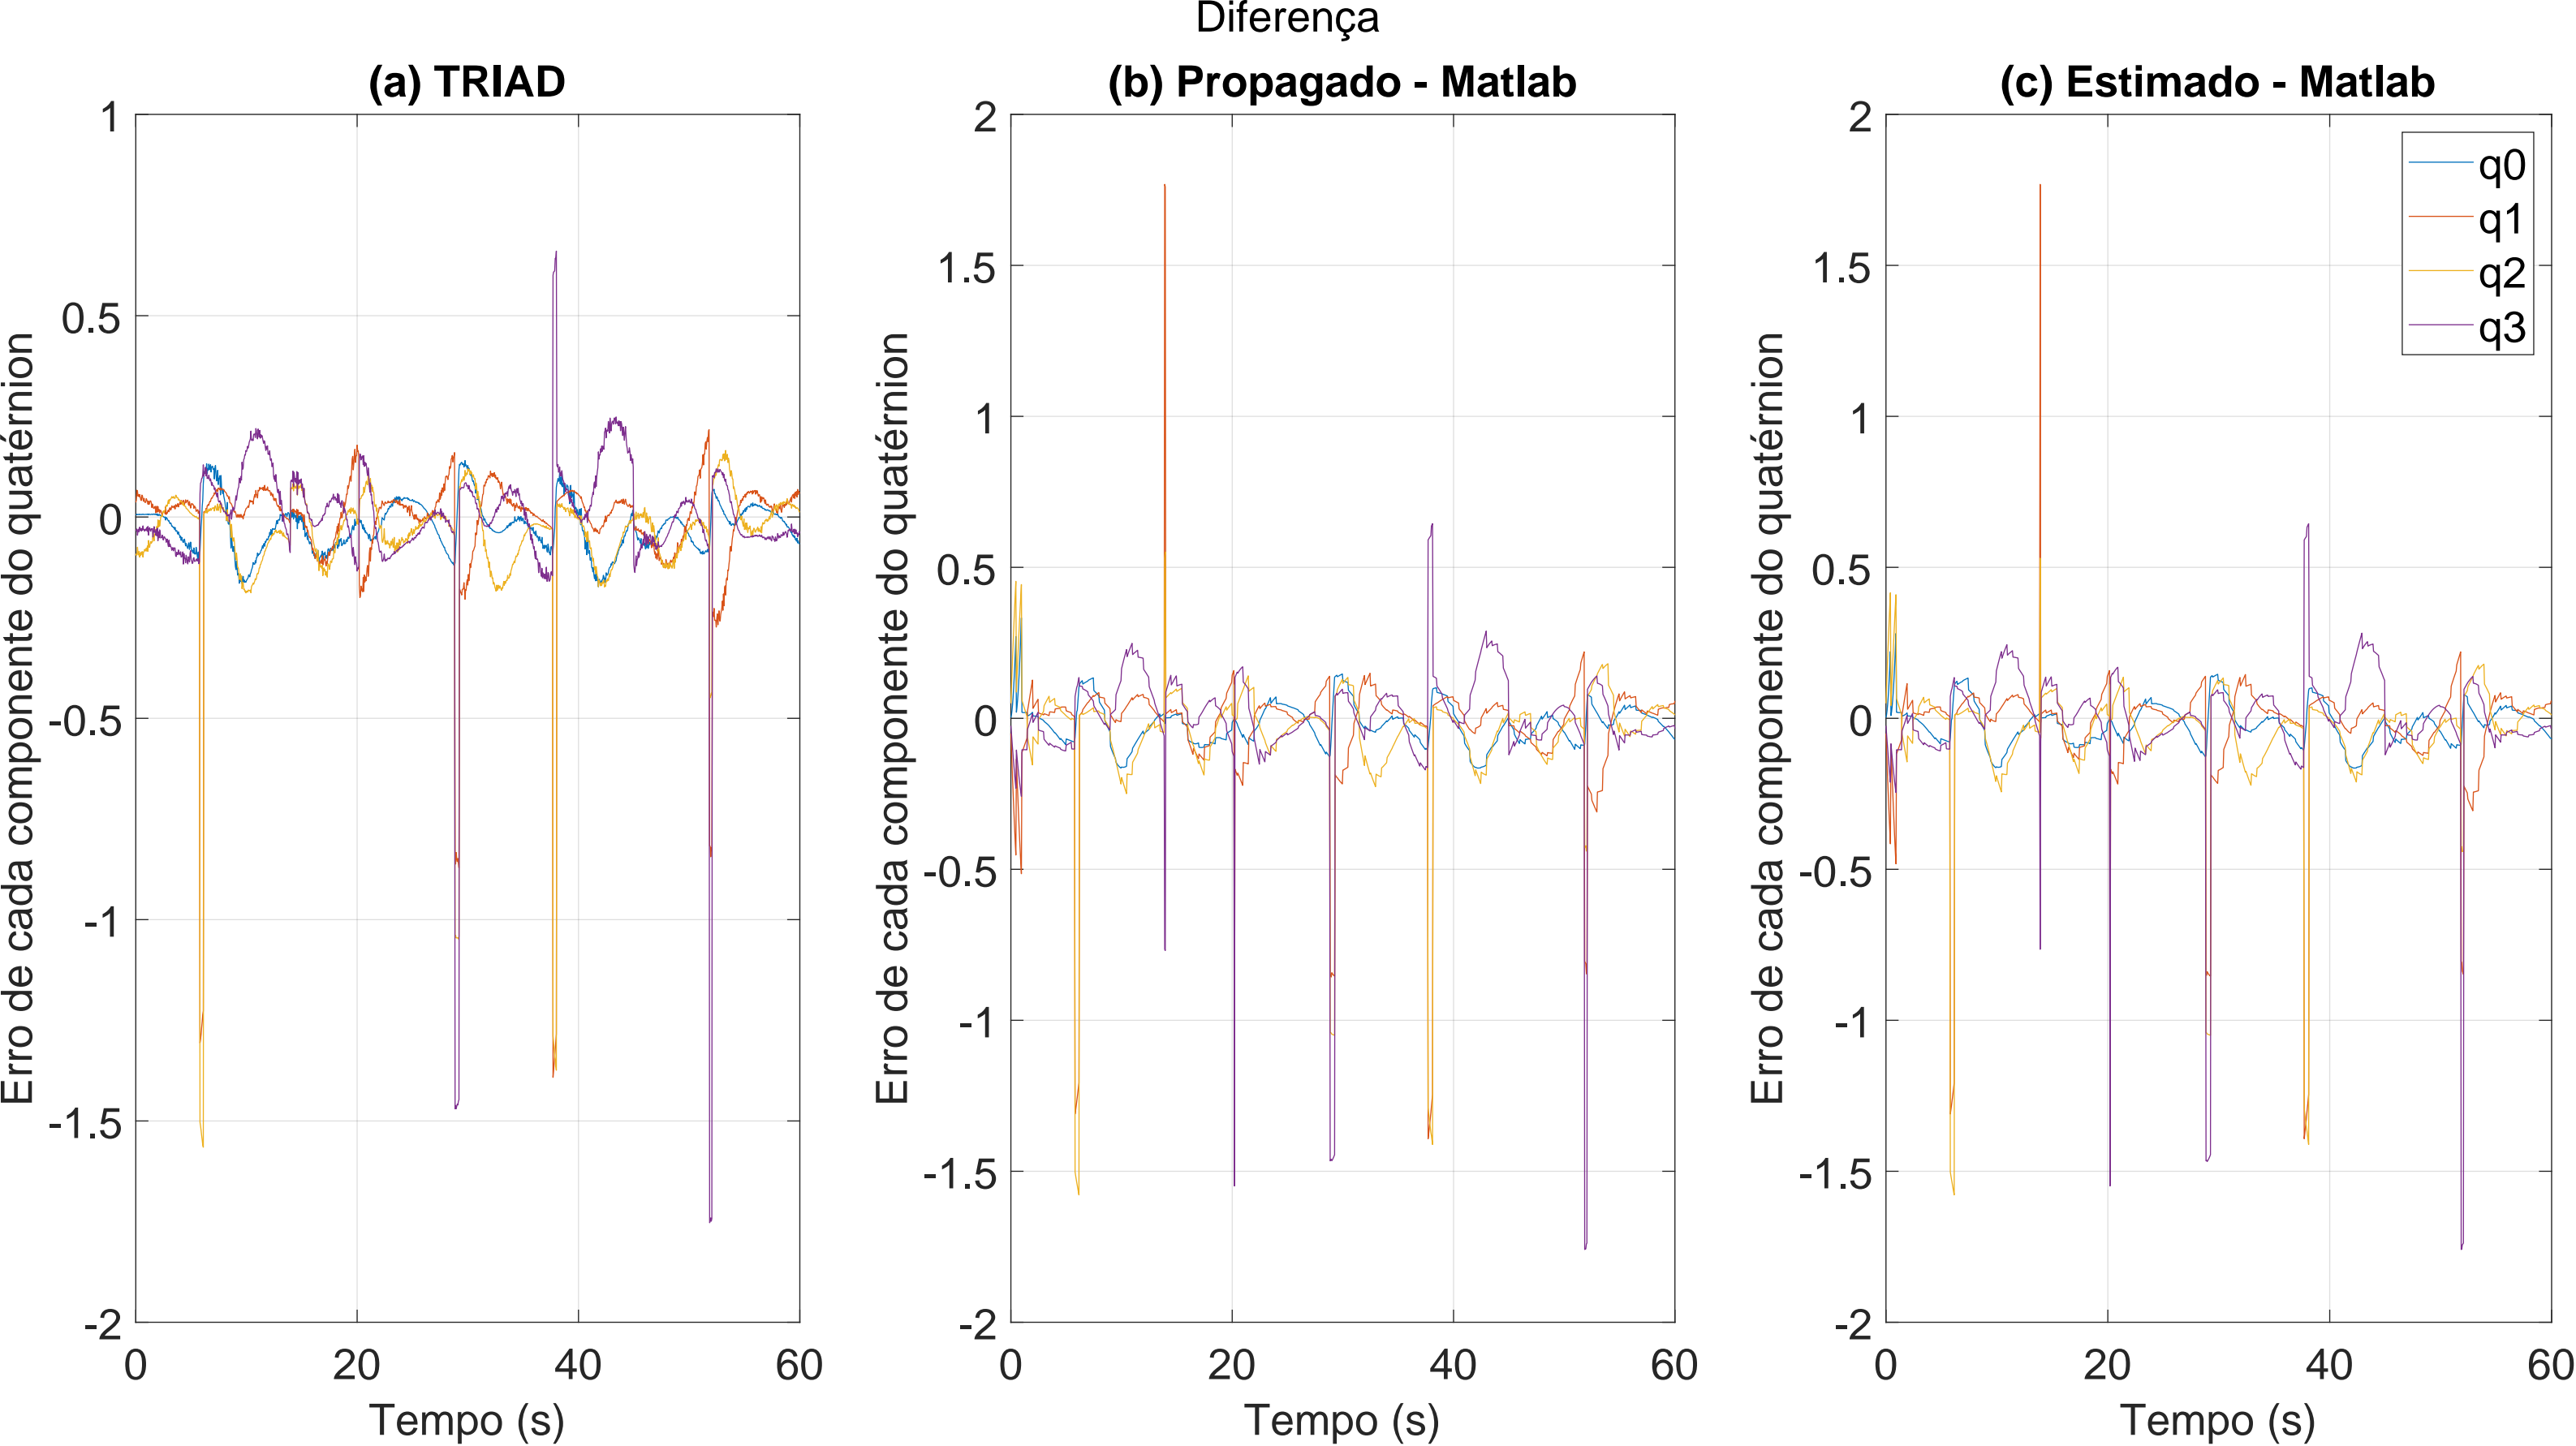 Diferença
(a) TRIAD
1
0.5
0
-0.5
-1
-1.5
-2
0 20 40 60
Tempo (s)
Erro de cada componente do quatérnion
(b) Propagado - Matlab
2
1.5
1
0.5
0
-0.5
-1
-1.5
-2
0 20 40 60
Tempo (s)
Erro de cada componente do quatérnion
(c) Estimado - Matlab
2
1.5
1
0.5
0
-0.5
-1
-1.5
-2
0 20 40 60
Tempo (s)
Erro de cada componente do quatérnion
q0
q1
q2
q3